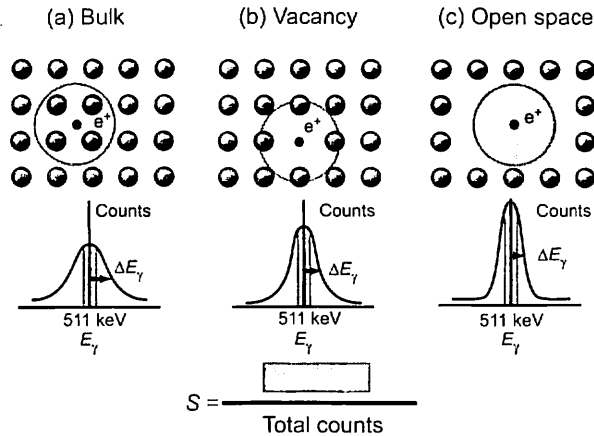 (a) Bulk
(b) Vacancy
(c) Open space
e+
e+
e+
Counts
Counts
Counts
ΔEγ
ΔEγ
ΔEγ
511 keV
511 keV
511 keV
Eγ
Eγ
Eγ
S =
Total counts